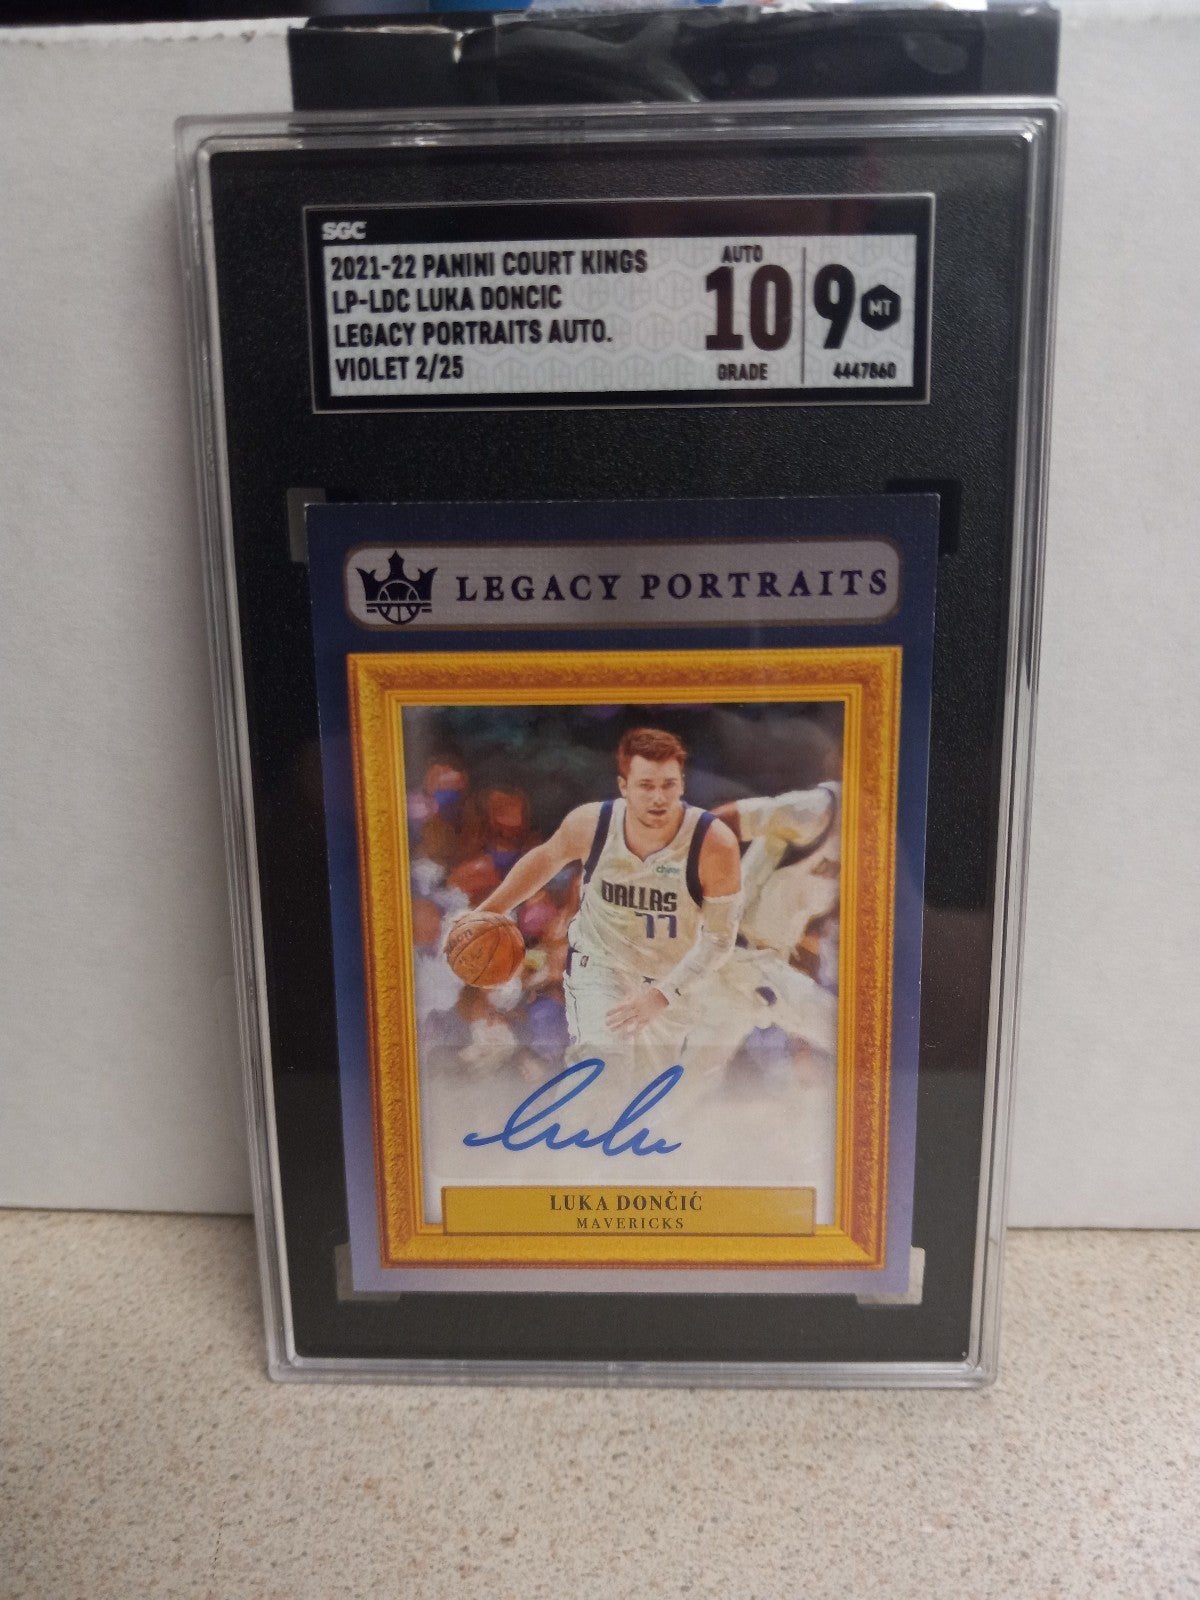 SGC
2021-22 PANINI COURT KINGS
LP-LDC LUKA DONCIC
LEGACY PORTRAITS AUTO.
VIOLET 2/25
AUTO
10
GRADE
9 MT
4447860
LEGACY PORTRAITS
chime
DALLAS
77
LUKA DONČIĆ
MAVERICKS